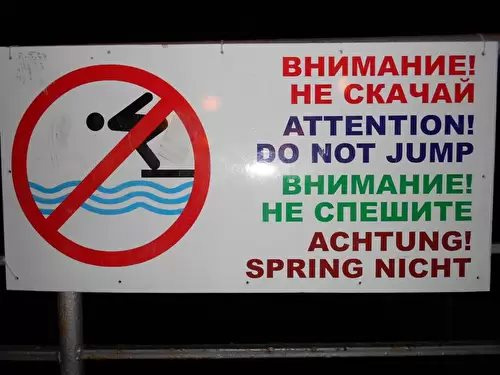 ВНИМАНИЕ!
НЕ СКАЧАЙ
ATTENTION!
DO NOT JUMP
ВНИМАНИЕ!
НЕ СПЕШИТЕ
ACHTUNG!
SPRING NICHT